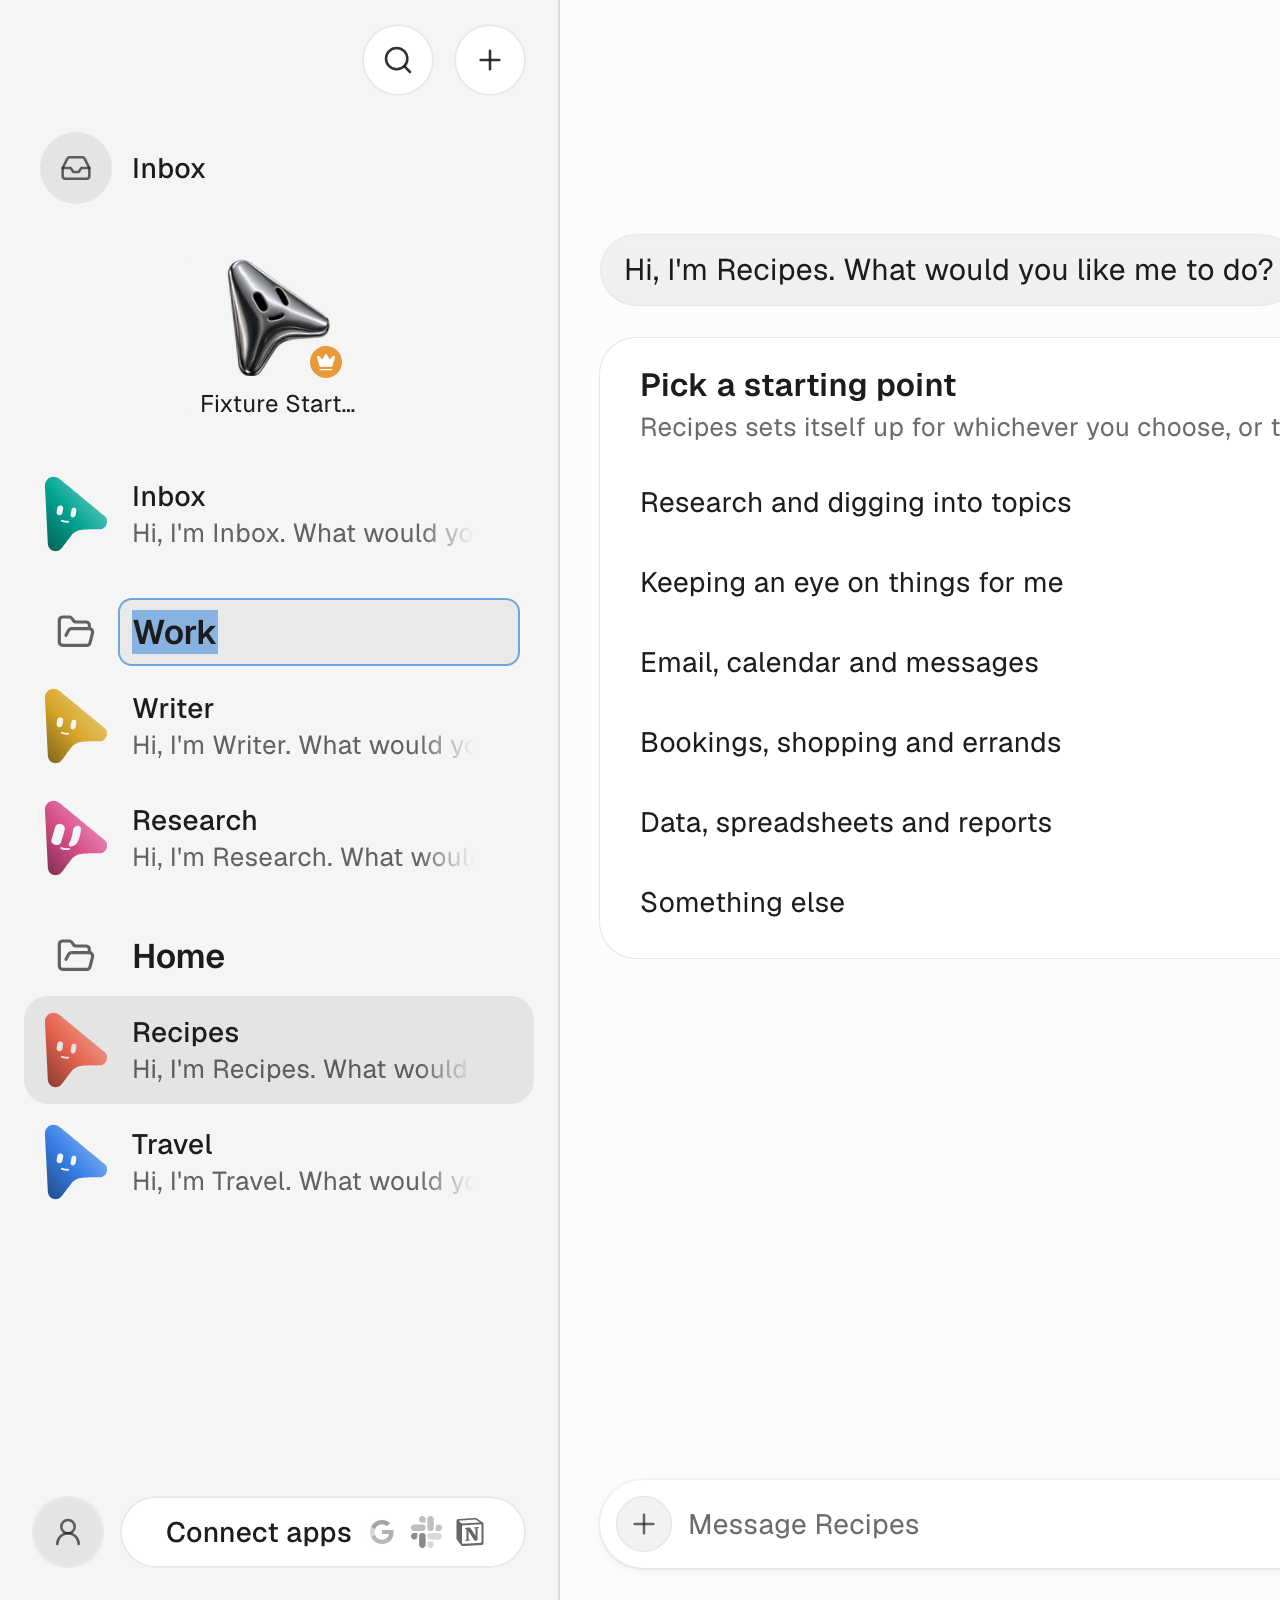 Inbox
Fixture Start...
Inbox
Hi, I'm Inbox. What would yo
Work
Writer
Hi, I'm Writer. What would yo
Research
Hi, I'm Research. What would
Home
Recipes
Hi, I'm Recipes. What would
Travel
Hi, I'm Travel. What would yo
Connect apps
Hi, I'm Recipes. What would you like me to do?
Pick a starting point
Recipes sets itself up for whichever you choose, or t
Research and digging into topics
Keeping an eye on things for me
Email, calendar and messages
Bookings, shopping and errands
Data, spreadsheets and reports
Something else
Message Recipes